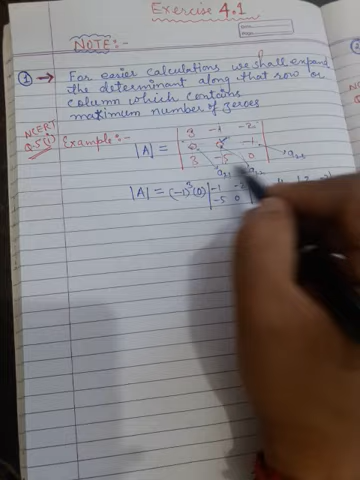 Exercise 4.1
NOTE:-
① → For easier calculations we shall expand
the determinant along that row or
column which contains
maximum number of zeroes
NCERT
Q5(i)
Example:-
|A| = | 3 -1 -2 |
| 0 0 -1 |
| 3 -5 0 |
a₂₁ a₂₂ a₂₃
|A| = (-1)³(0) | -1 -2 |
| -5 0 |